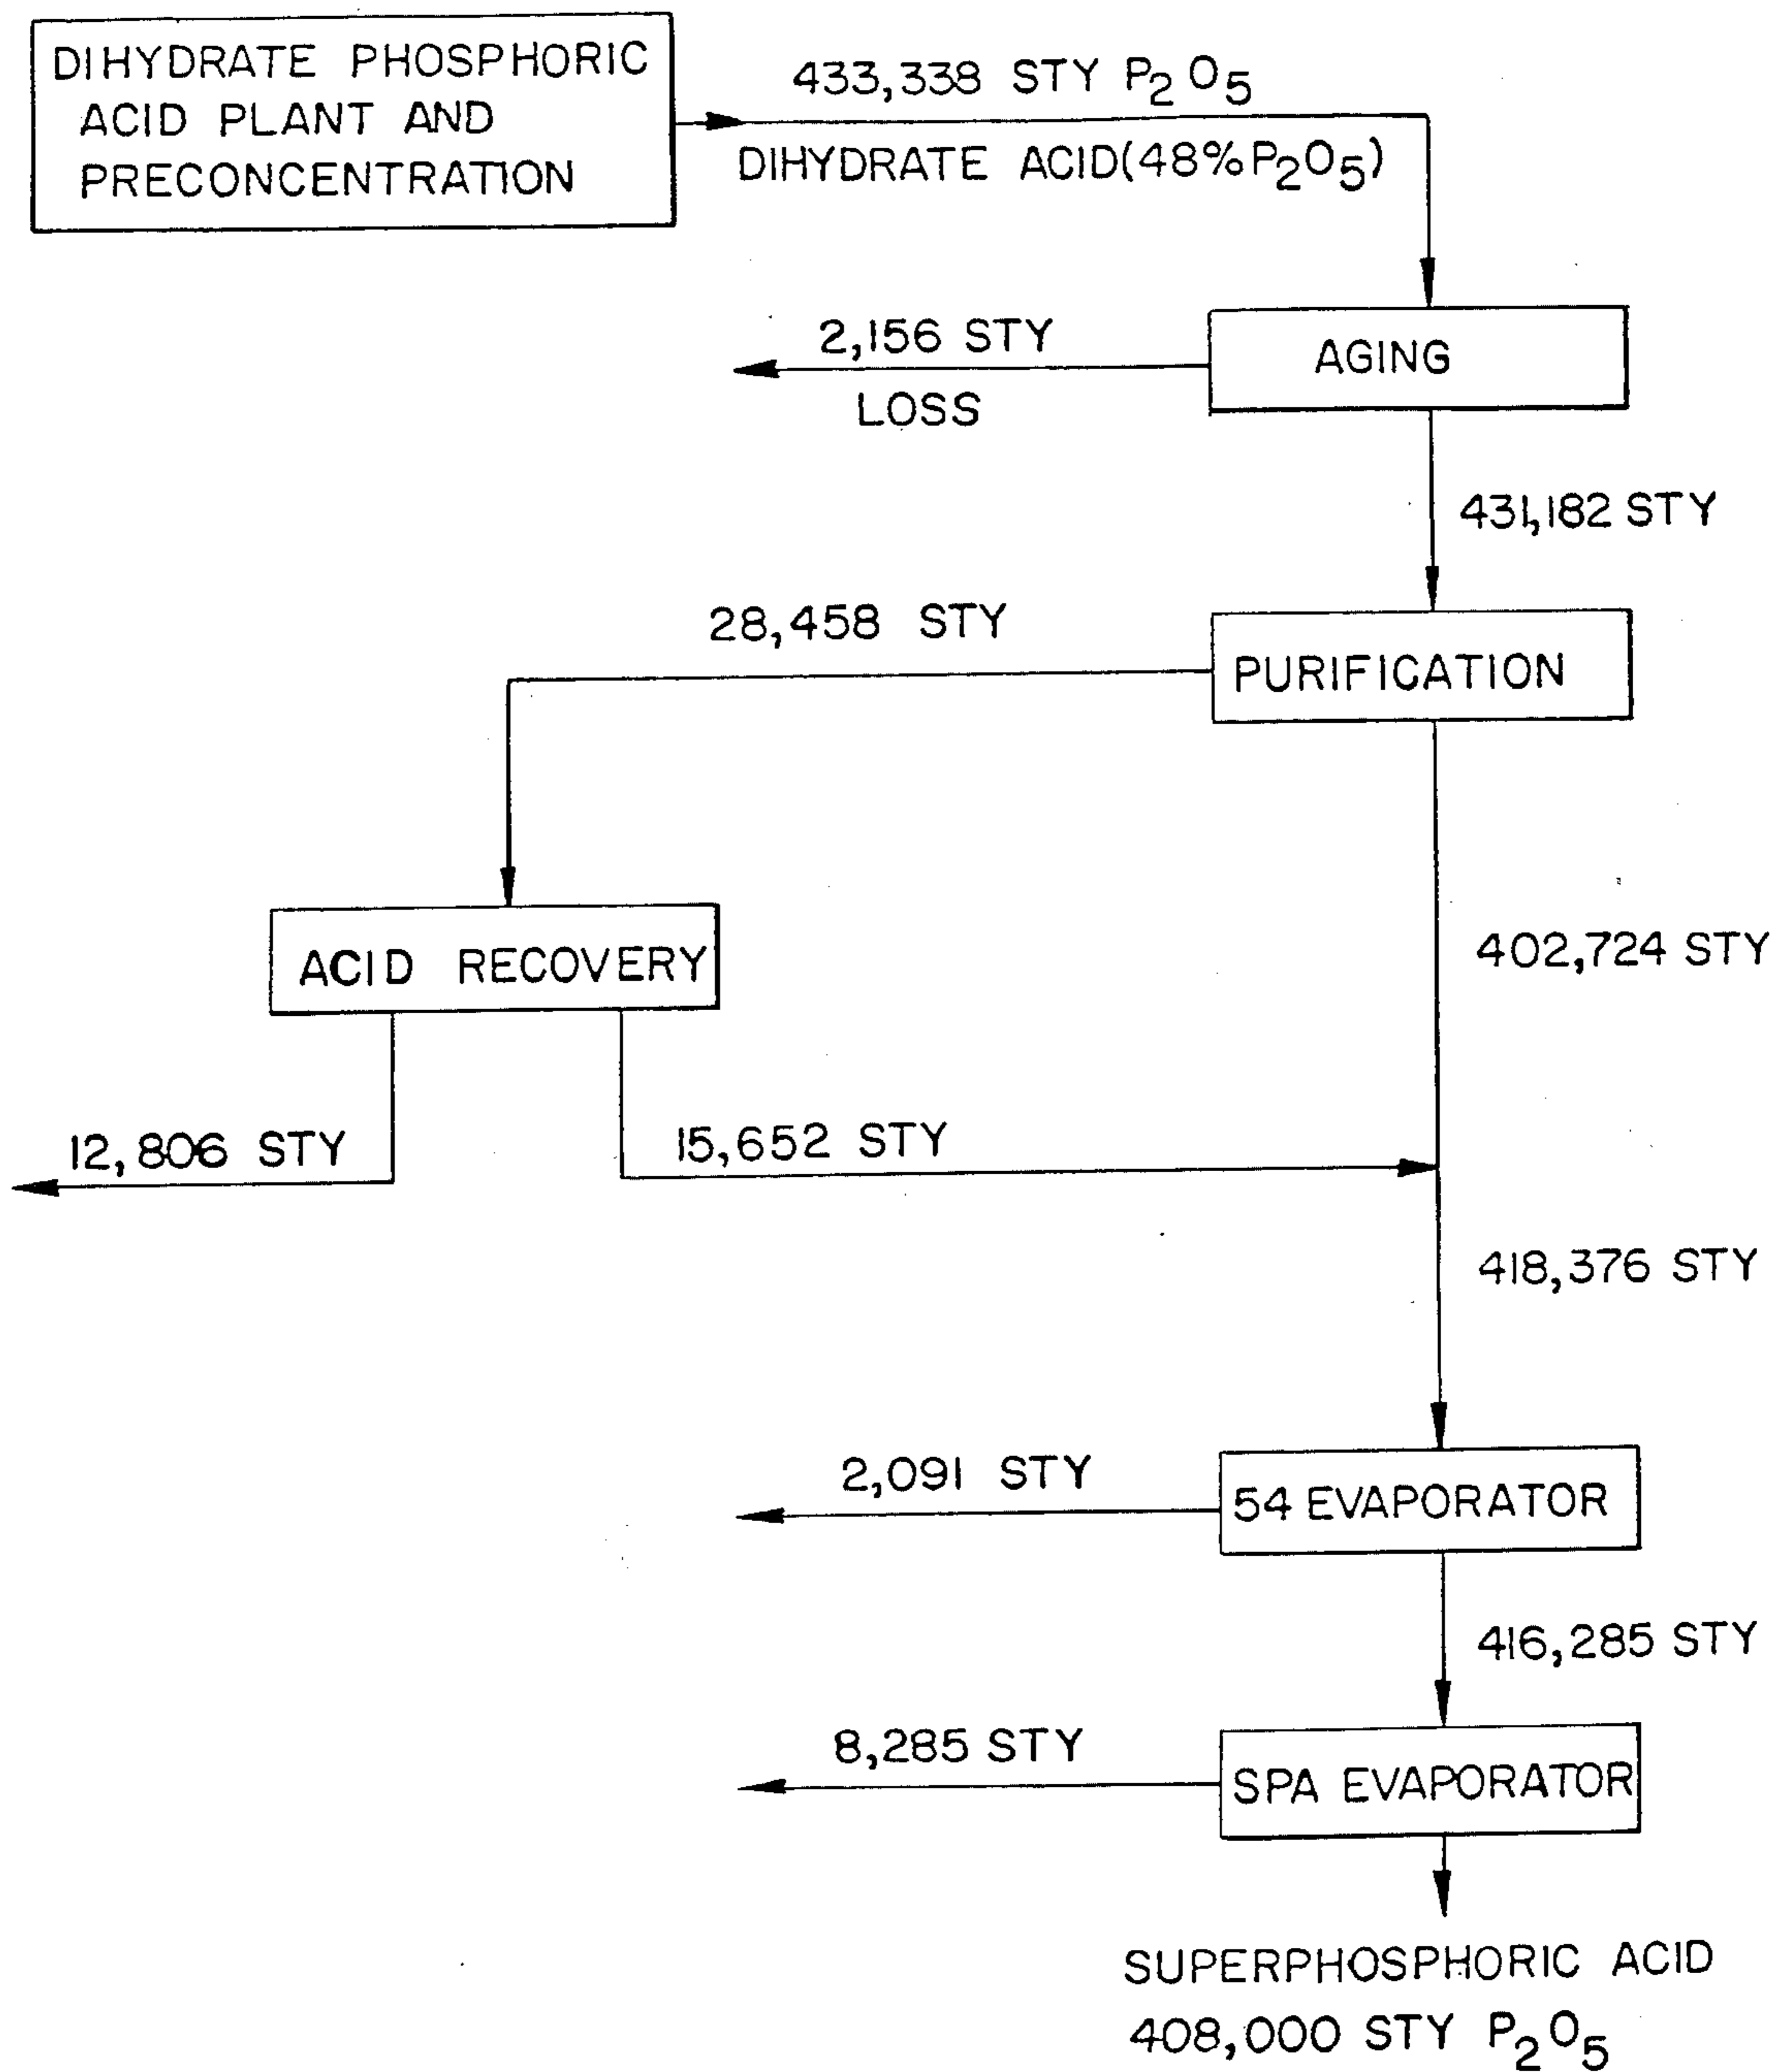 DIHYDRATE PHOSPHORIC
ACID PLANT AND
PRECONCENTRATION
433,338 STY P₂O₅
DIHYDRATE ACID(48%P₂O₅)
2,156 STY
LOSS
AGING
431,182 STY
28,458 STY
PURIFICATION
ACID RECOVERY
402,724 STY
12,806 STY
15,652 STY
418,376 STY
2,091 STY
54 EVAPORATOR
416,285 STY
8,285 STY
SPA EVAPORATOR
SUPERPHOSPHORIC ACID
408,000 STY P₂O₅